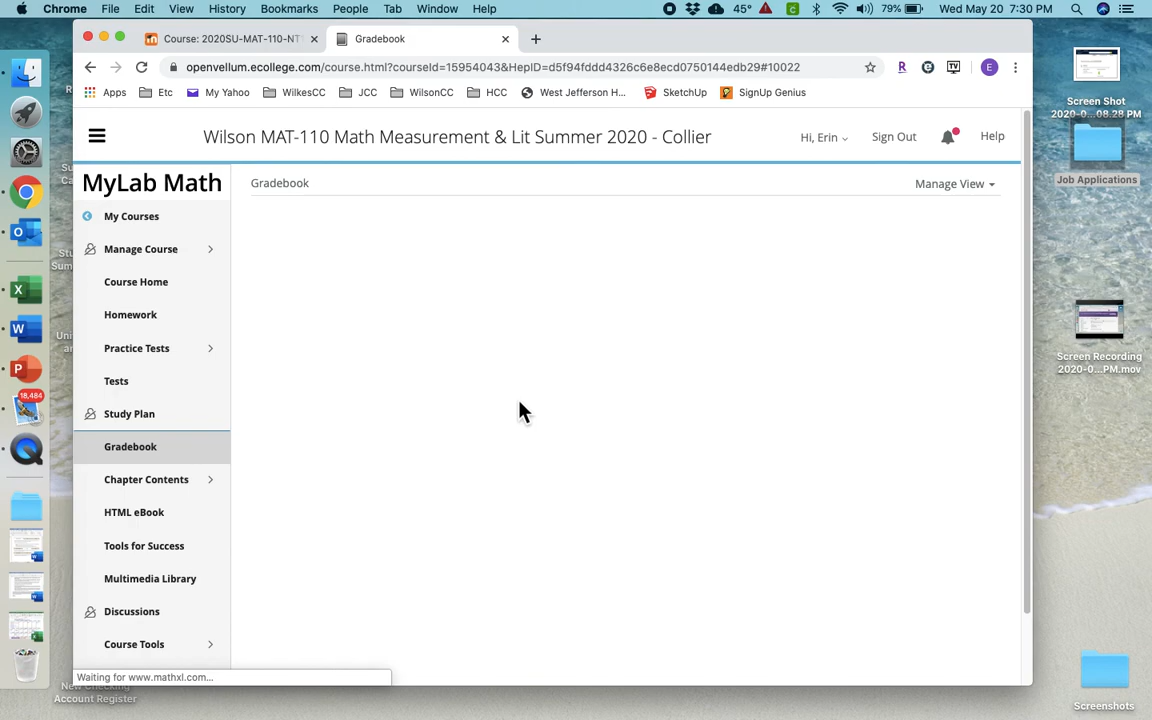 Chrome File Edit View History Bookmarks People Tab Window Help 45° 79% Wed May 20 7:30 PM
Course: 2020SU-MAT-110-NT
Gradebook
openvellum.ecollege.com/course.html?courseId=15954043&HepID=d5f94fddd4326c6e8ecd0750144edb29#10022
Apps Etc My Yahoo WilkesCC JCC WilsonCC HCC West Jefferson H... SketchUp SignUp Genius
Wilson MAT-110 Math Measurement & Lit Summer 2020 - Collier
Hi, Erin
Sign Out
Help
MyLab Math
Gradebook
Manage View
My Courses
Manage Course
Course Home
Homework
Practice Tests
Tests
Study Plan
Gradebook
Chapter Contents
HTML eBook
Tools for Success
Multimedia Library
Discussions
Course Tools
Waiting for www.mathxl.com...
Account Register
18,484
Screen Shot
2020-0...08.28 PM
Job Applications
Screen Recording
2020-0...PM.mov
Screenshots